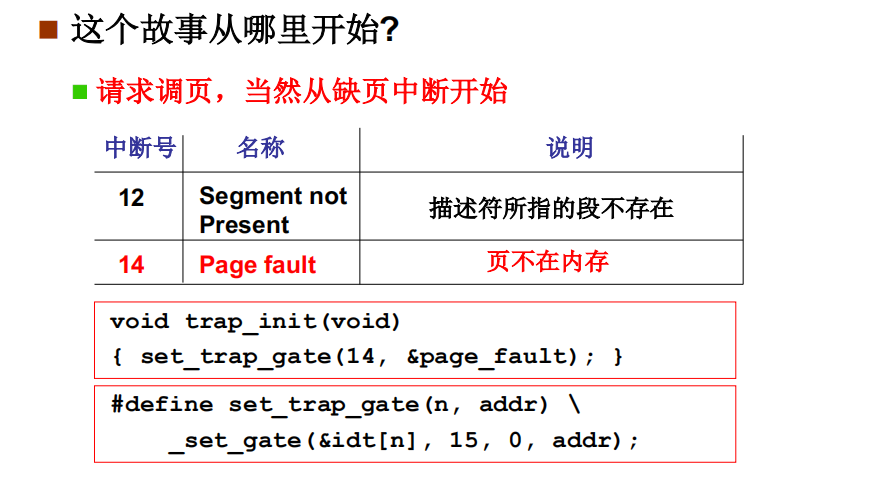 这个故事从哪里开始?
请求调页，当然从缺页中断开始
中断号 名称 说明
12 Segment not Present 描述符所指的段不存在
14 Page fault 页不在内存
void trap_init(void)
{ set_trap_gate(14, &page_fault); }
#define set_trap_gate(n, addr) \
_set_gate(&idt[n], 15, 0, addr);